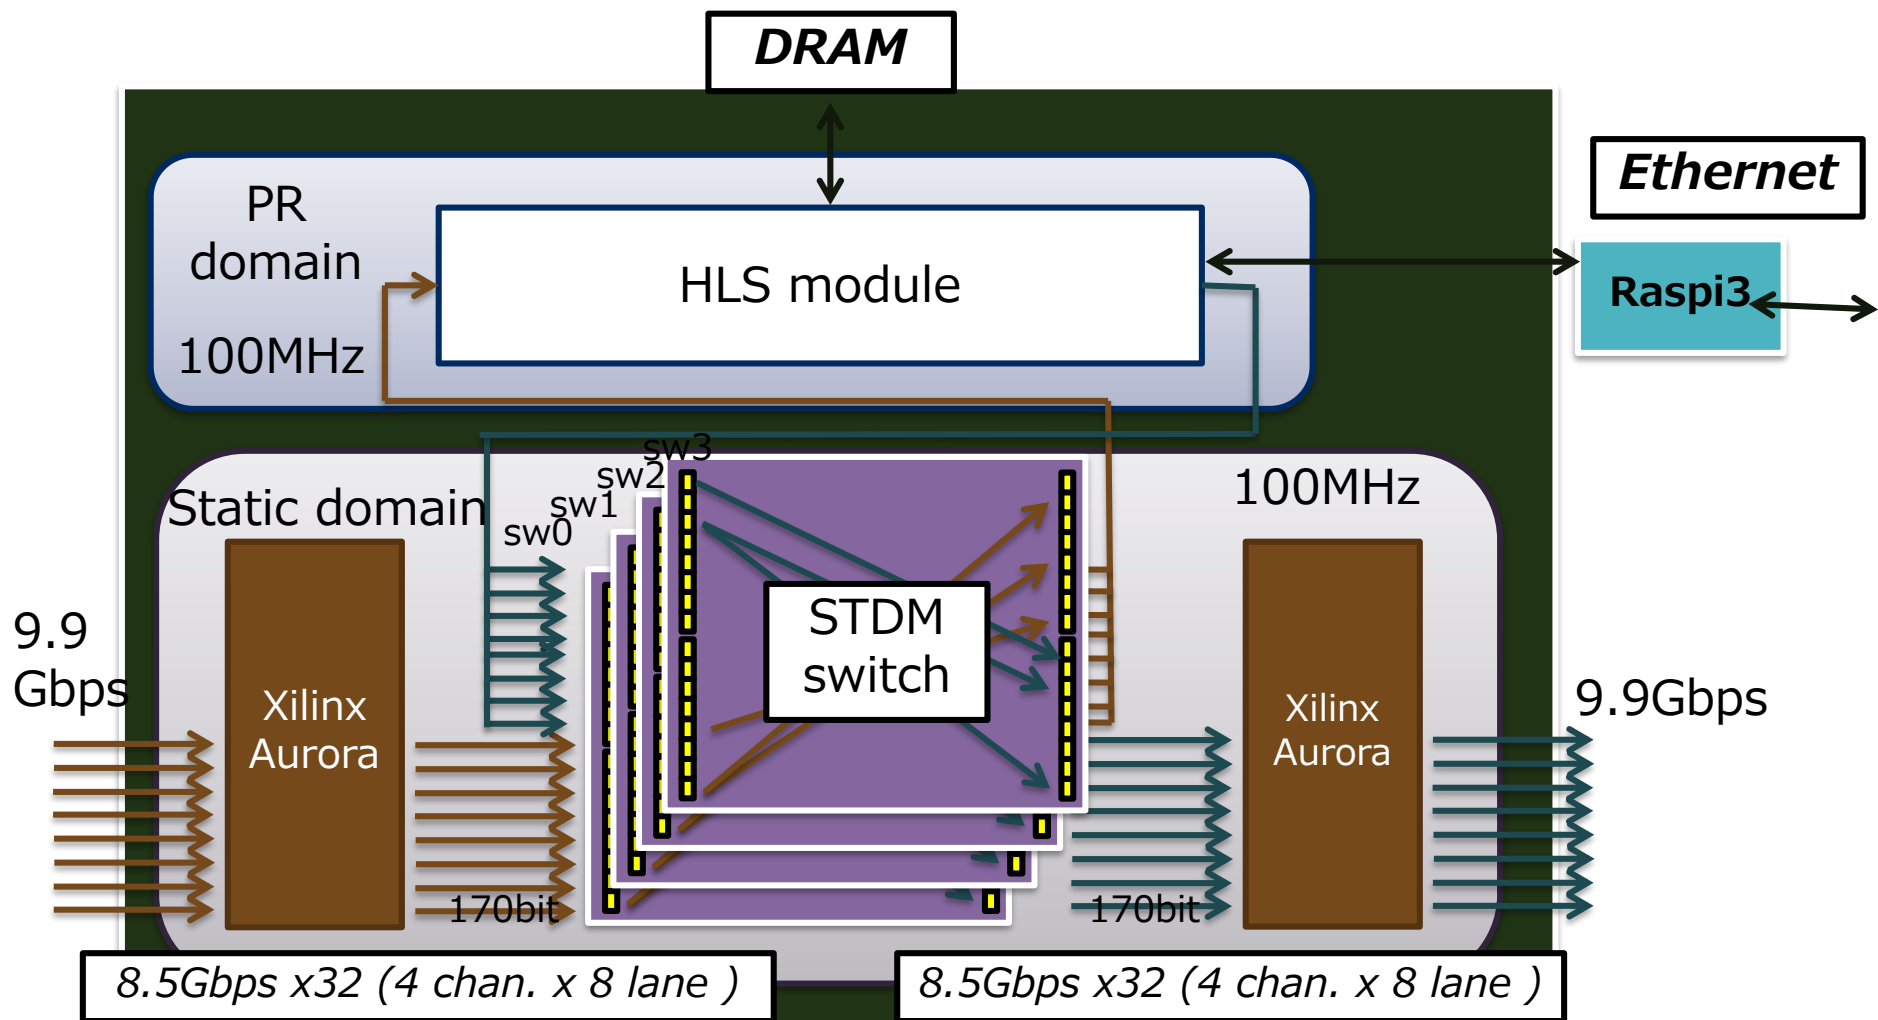 DRAM
Ethernet
PR
domain
100MHz
HLS module
Raspi3
sw3
sw2
sw1
sw0
Static domain
100MHz
STDM
switch
9.9
Gbps
Xilinx
Aurora
Xilinx
Aurora
9.9Gbps
170bit
170bit
8.5Gbps x32 (4 chan. x 8 lane )
8.5Gbps x32 (4 chan. x 8 lane )